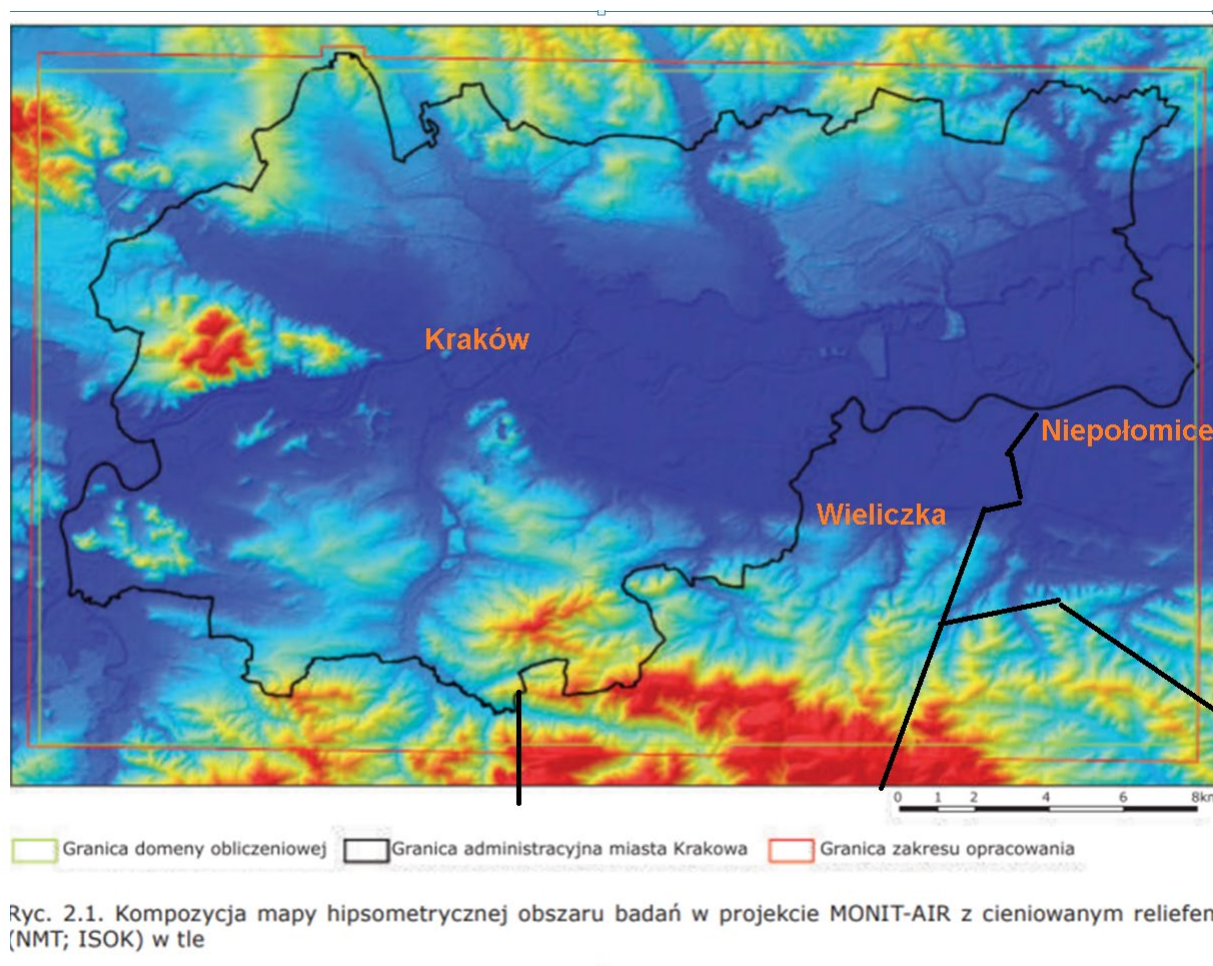 Kraków
Niepołomice
Wieliczka
0 1 2 4 6 8km
Granica domeny obliczeniowej Granica administracyjna miasta Krakowa Granica zakresu opracowania
Ryc. 2.1. Kompozycja mapy hipsometrycznej obszaru badań w projekcie MONIT-AIR z cieniowanym reliefem
(NMT; ISOK) w tle